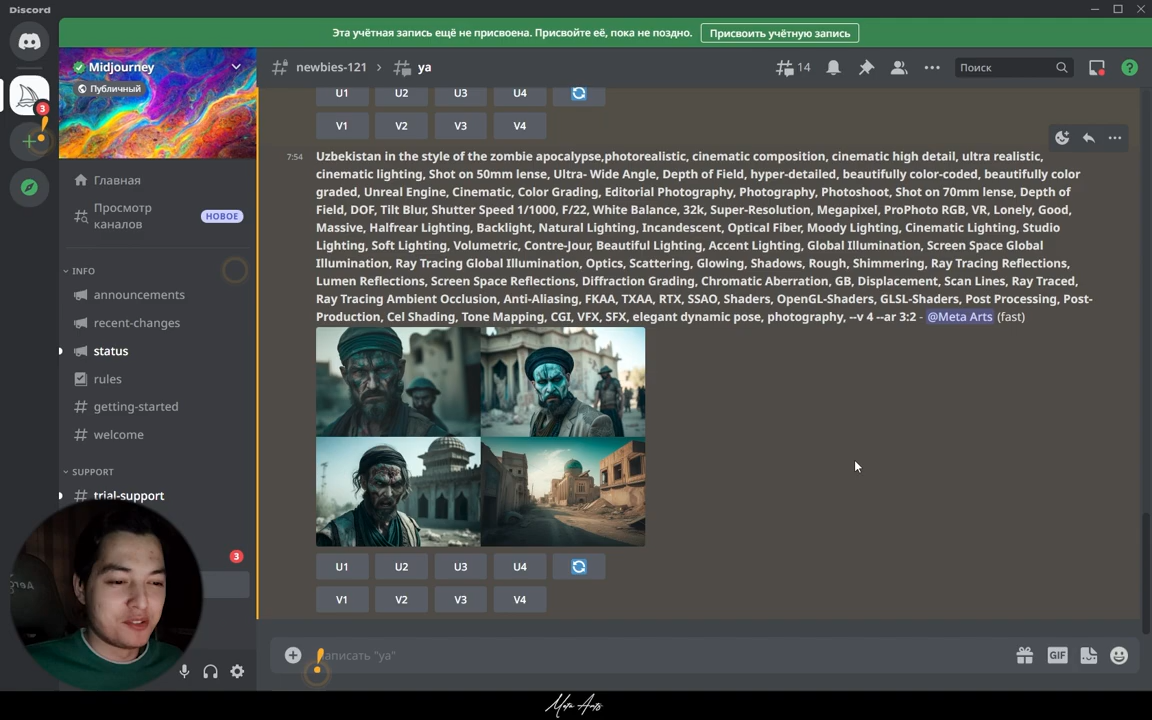 Discord
Эта учётная запись ещё не присвоена. Присвойте её, пока не поздно.
Присвоить учётную запись
Midjourney
Публичный
newbies-121 > ya
14
Поиск
3
Главная
Просмотр каналов
НОВОЕ
INFO
announcements
recent-changes
status
rules
getting-started
welcome
SUPPORT
trial-support
3
U1 U2 U3 U4
V1 V2 V3 V4
7:54
Uzbekistan in the style of the zombie apocalypse,photorealistic, cinematic composition, cinematic high detail, ultra realistic,
cinematic lighting, Shot on 50mm lense, Ultra- Wide Angle, Depth of Field, hyper-detailed, beautifully color-coded, beautifully color
graded, Unreal Engine, Cinematic, Color Grading, Editorial Photography, Photography, Photoshoot, Shot on 70mm lense, Depth of
Field, DOF, Tilt Blur, Shutter Speed 1/1000, F/22, White Balance, 32k, Super-Resolution, Megapixel, ProPhoto RGB, VR, Lonely, Good,
Massive, Halfrear Lighting, Backlight, Natural Lighting, Incandescent, Optical Fiber, Moody Lighting, Cinematic Lighting, Studio
Lighting, Soft Lighting, Volumetric, Contre-Jour, Beautiful Lighting, Accent Lighting, Global Illumination, Screen Space Global
Illumination, Ray Tracing Global Illumination, Optics, Scattering, Glowing, Shadows, Rough, Shimmering, Ray Tracing Reflections,
Lumen Reflections, Screen Space Reflections, Diffraction Grading, Chromatic Aberration, GB, Displacement, Scan Lines, Ray Traced,
Ray Tracing Ambient Occlusion, Anti-Aliasing, FKAA, TXAA, RTX, SSAO, Shaders, OpenGL-Shaders, GLSL-Shaders, Post Processing, Post-
Production, Cel Shading, Tone Mapping, CGI, VFX, SFX, elegant dynamic pose, photography, --v 4 --ar 3:2 - @Meta Arts (fast)
U1 U2 U3 U4
V1 V2 V3 V4
аписать "ya"
GIF
Meta Arts